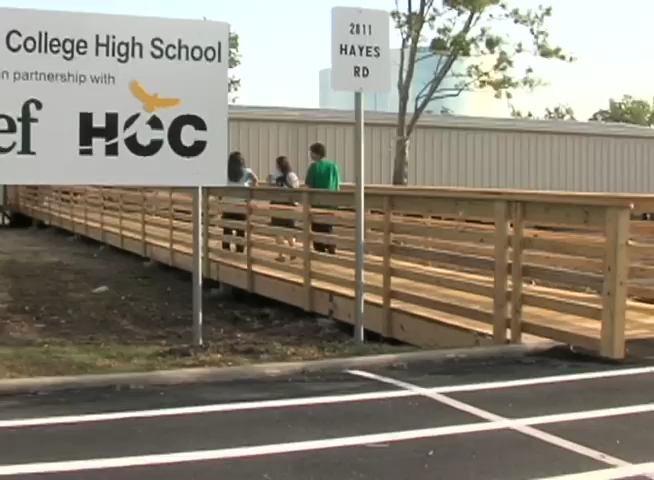 College High School
n partnership with
ef HCC
2811
HAYES
RD